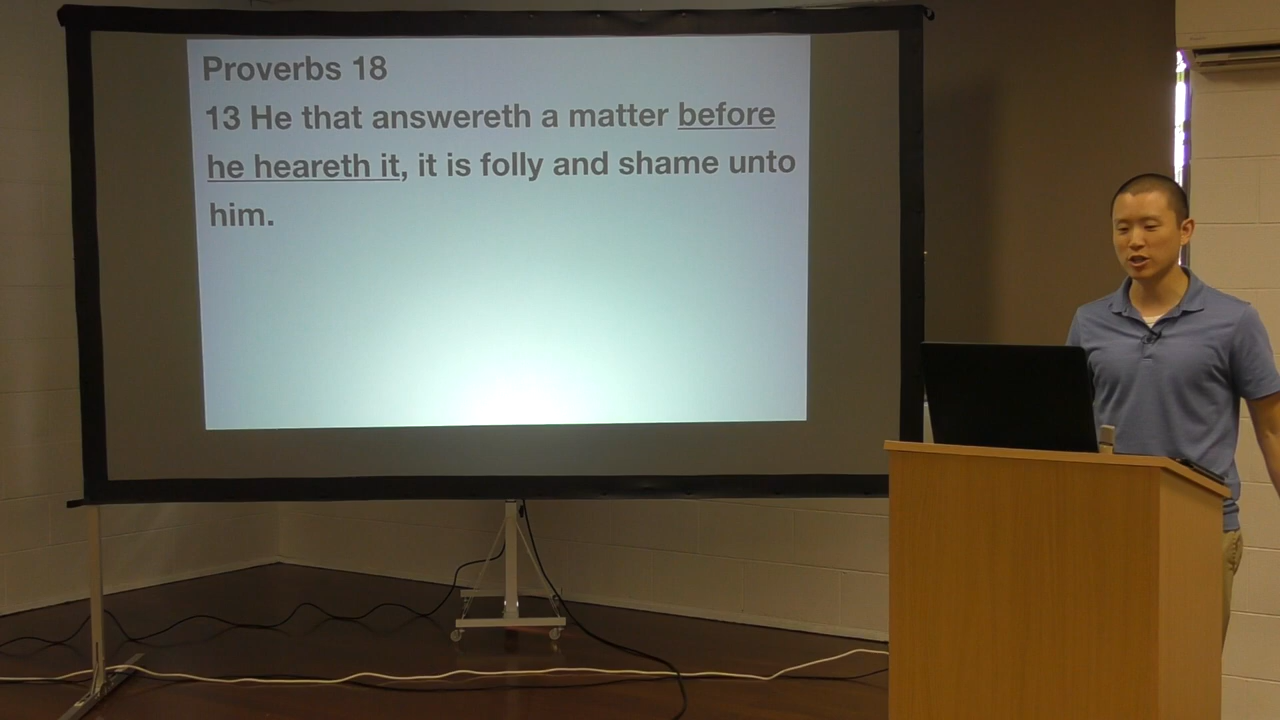 Proverbs 18
13 He that answereth a matter before
he heareth it, it is folly and shame unto
him.